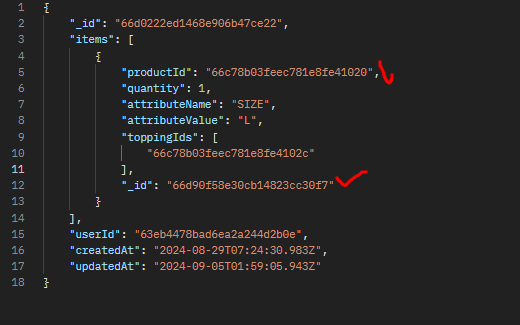 1 {
2 "_id": "66d0222ed1468e906b47ce22",
3 "items": [
4 {
5 "productId": "66c78b03feec781e8fe41020",
6 "quantity": 1,
7 "attributeName": "SIZE",
8 "attributeValue": "L",
9 "toppingIds": [
10 "66c78b03feec781e8fe4102c"
11 ],
12 "_id": "66d90f58e30cb14823cc30f7"
13 }
14 ],
15 "userId": "63eb4478bad6ea2a244d2b0e",
16 "createdAt": "2024-08-29T07:24:30.983Z",
17 "updatedAt": "2024-09-05T01:59:05.943Z"
18 }